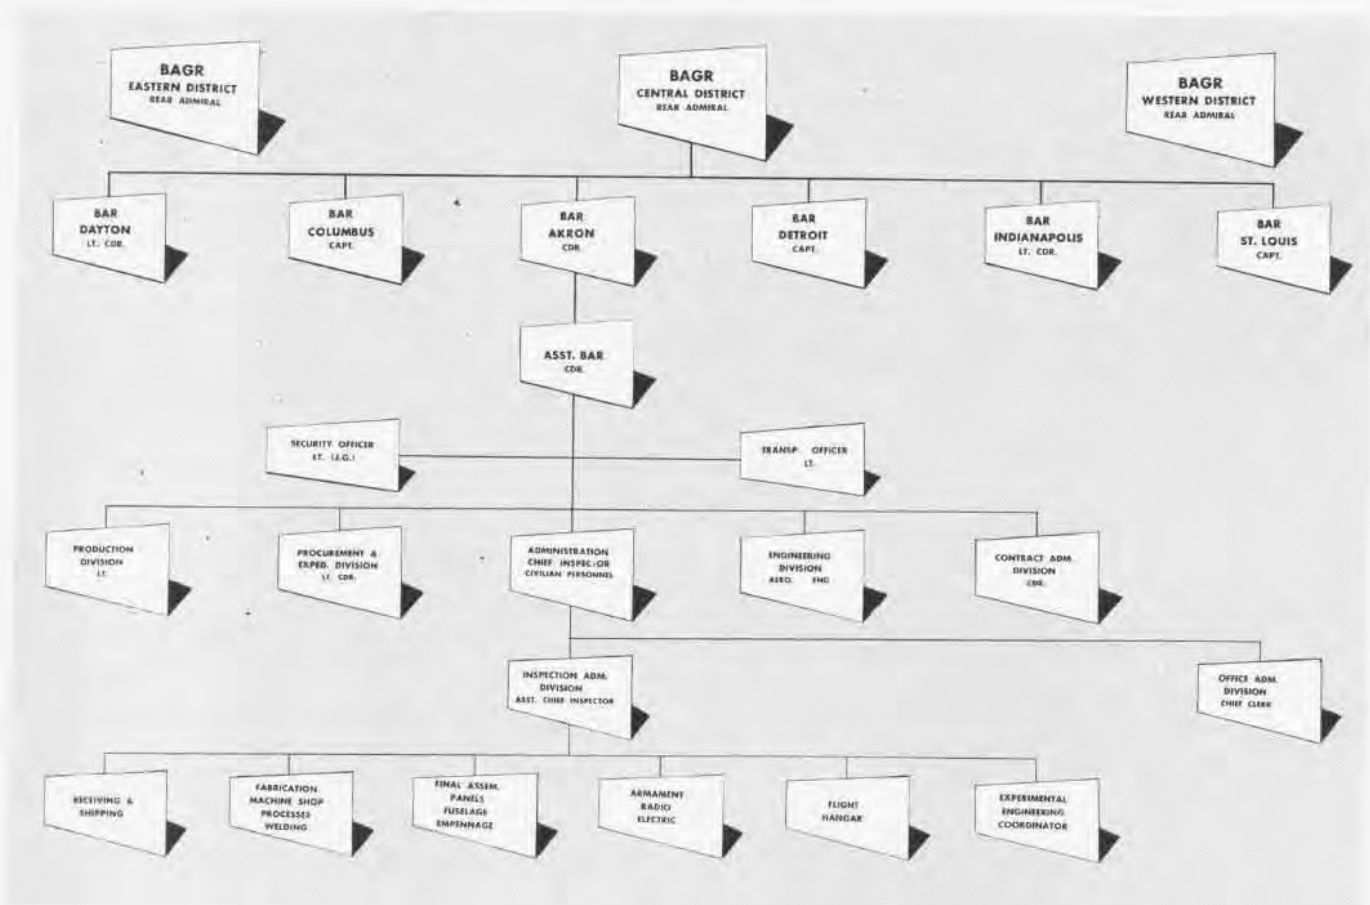 BAGR
EASTERN DISTRICT
REAR ADMIRAL
BAGR
CENTRAL DISTRICT
REAR ADMIRAL
BAGR
WESTERN DISTRICT
REAR ADMIRAL
BAR
DAYTON
LT. CDR.
BAR
COLUMBUS
CAPT.
BAR
AKRON
CDR.
BAR
DETROIT
CAPT.
BAR
INDIANAPOLIS
LT. CDR.
BAR
ST. LOUIS
CAPT.
ASST. BAR
CDR.
SECURITY OFFICER
LT. (J.G.)
TRANSP. OFFICER
LT.
PRODUCTION
DIVISION
LT.
PROCUREMENT &
EXPED. DIVISION
LT. CDR.
ADMINISTRATION
CHIEF INSPECTOR
CIVILIAN PERSONNEL
ENGINEERING
DIVISION
AERO. ENG
CONTRACT ADM.
DIVISION
CDR.
INSPECTION ADM.
DIVISION
ASST. CHIEF INSPECTOR
OFFICE ADM.
DIVISION
CHIEF CLERK
RECEIVING &
SHIPPING
FABRICATION
MACHINE SHOP
PROCESSES
WELDING
FINAL ASSEM.
PANELS
FUSELAGE
EMPENNAGE
ARMAMENT
RADIO
ELECTRIC
FLIGHT
HANGAR
EXPERIMENTAL
ENGINEERING
COORDINATOR